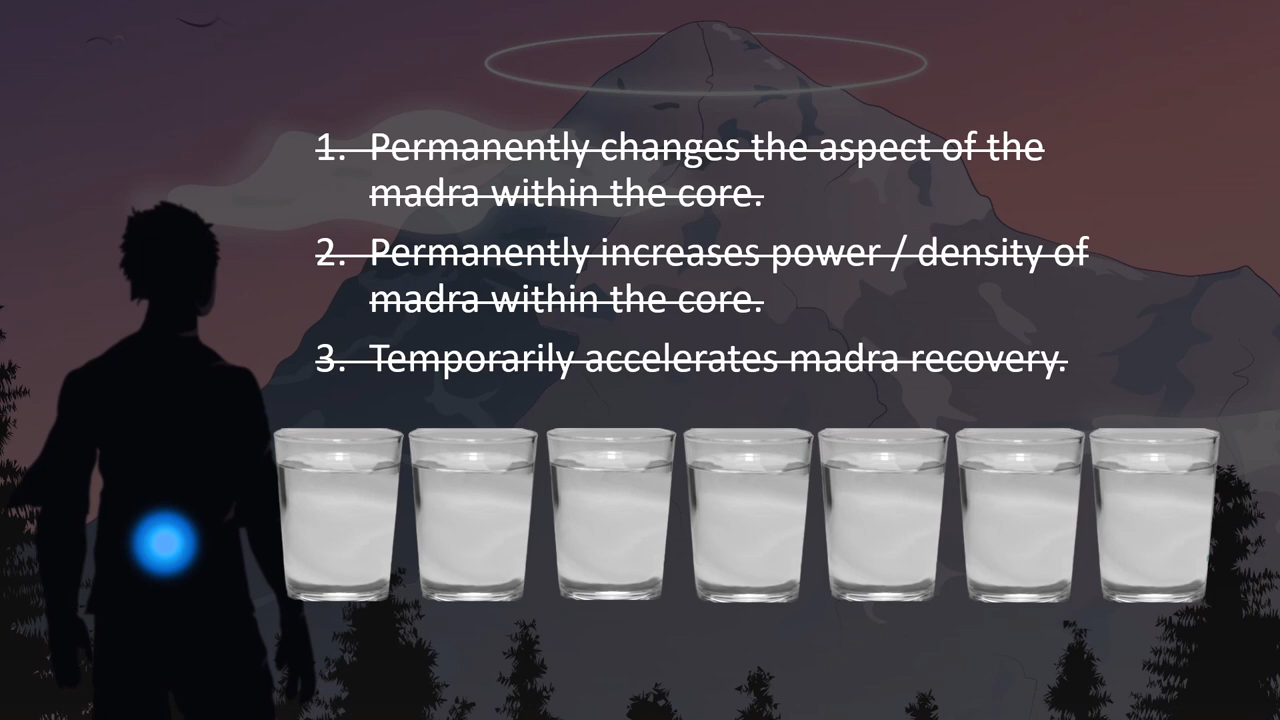 1. Permanently changes the aspect of the
madra within the core.
2. Permanently increases power / density of
madra within the core.
3. Temporarily accelerates madra recovery.